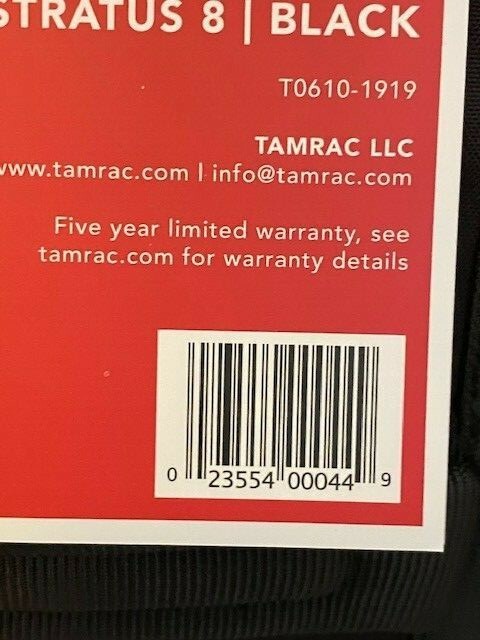 STRATUS 8 | BLACK
T0610-1919
TAMRAC LLC
www.tamrac.com | info@tamrac.com
Five year limited warranty, see
tamrac.com for warranty details
0 23554 00044 9